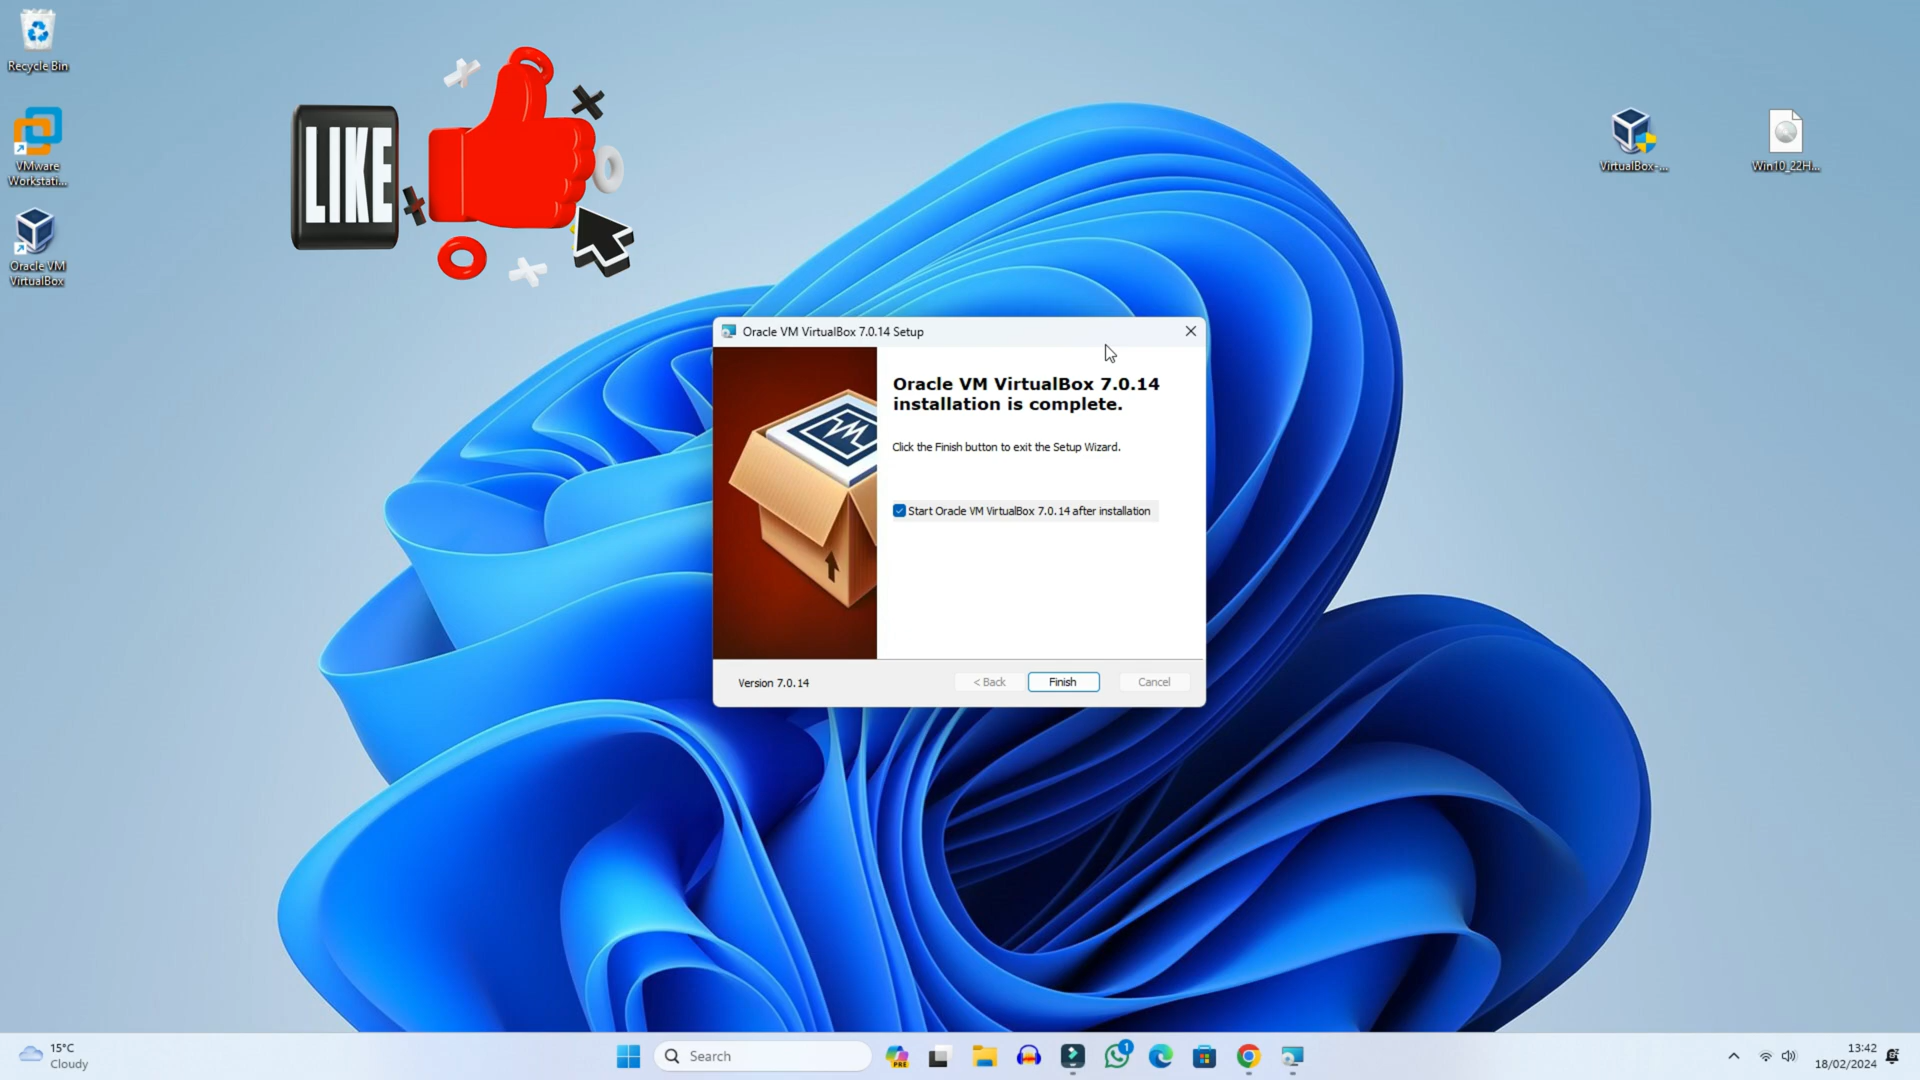 Recycle Bin
VMware
Workstati...
Oracle VM
VirtualBox
LIKE
VirtualBox-...
Win10_22H...
Oracle VM VirtualBox 7.0.14 Setup
Oracle VM VirtualBox 7.0.14
installation is complete.
Click the Finish button to exit the Setup Wizard.
Start Oracle VM VirtualBox 7.0.14 after installation
Version 7.0.14
< Back
Finish
Cancel
15°C
Cloudy
Search
PRE
1
13:42
18/02/2024